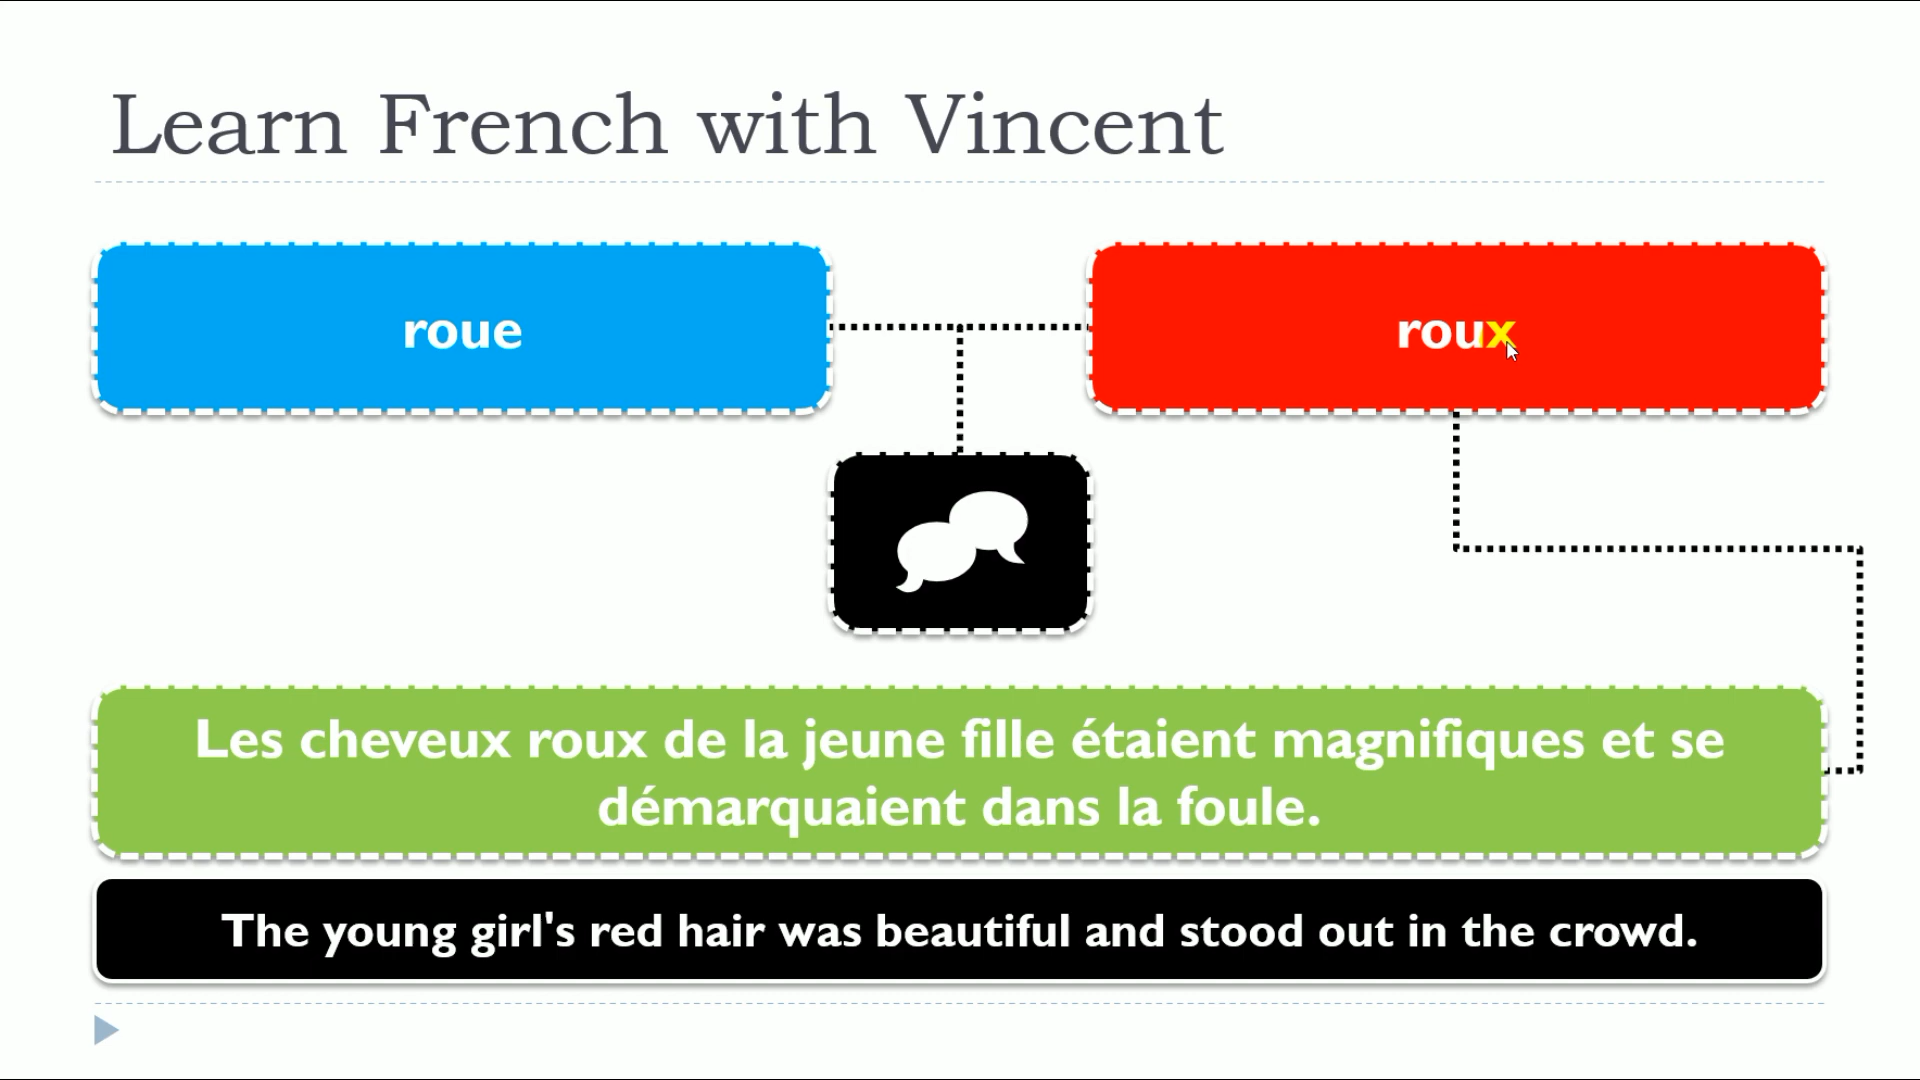 Learn French with Vincent
roue
roux
Les cheveux roux de la jeune fille étaient magnifiques et se
démarquaient dans la foule.
The young girl's red hair was beautiful and stood out in the crowd.